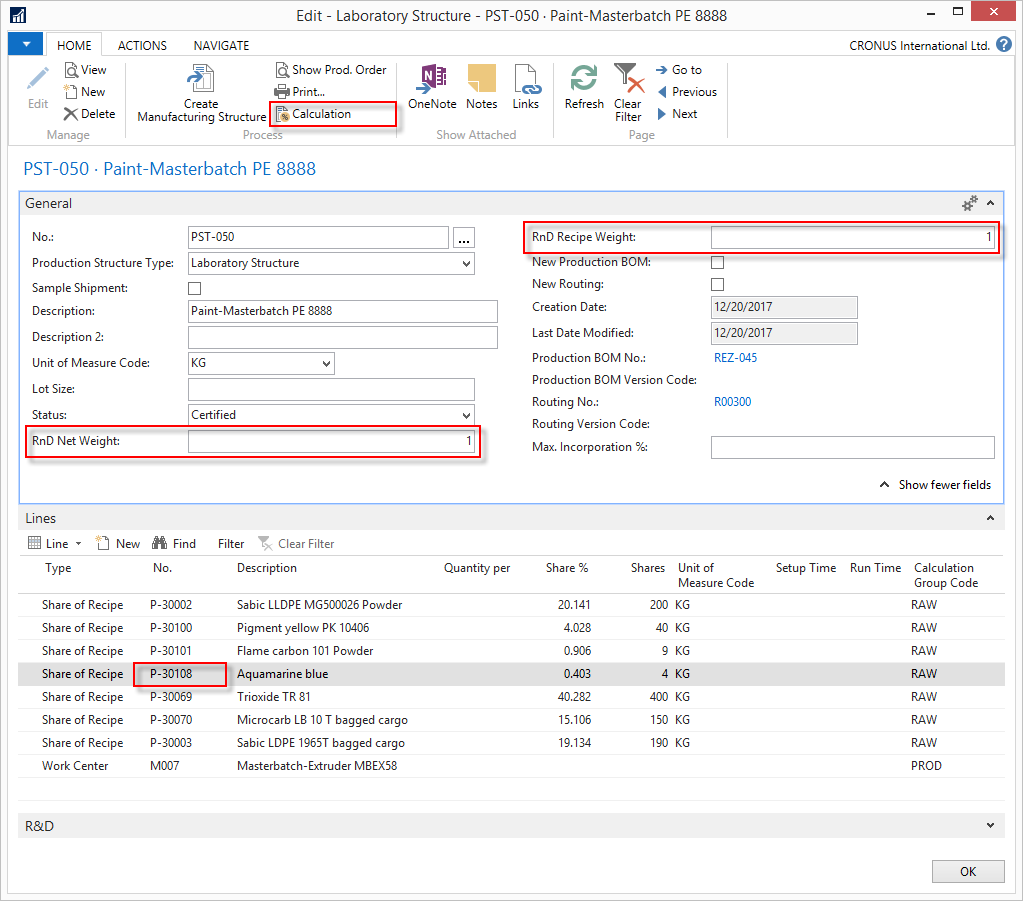 Edit - Laboratory Structure - PST-050 · Paint-Masterbatch PE 8888
HOME ACTIONS NAVIGATE CRONUS International Ltd. ?
Edit
View
New
Delete
Manage
Create
Manufacturing Structure
Show Prod. Order
Print...
Calculation
Process
OneNote
Notes
Links
Show Attached
Refresh
Clear
Filter
Go to
Previous
Next
Page
PST-050 · Paint-Masterbatch PE 8888
General
No.: PST-050 ...
Production Structure Type: Laboratory Structure
Sample Shipment:
Description: Paint-Masterbatch PE 8888
Description 2:
Unit of Measure Code: KG
Lot Size:
Status: Certified
RnD Net Weight: 1
RnD Recipe Weight: 1
New Production BOM:
New Routing:
Creation Date: 12/20/2017
Last Date Modified: 12/20/2017
Production BOM No.: REZ-045
Production BOM Version Code:
Routing No.: R00300
Routing Version Code:
Max. Incorporation %:
Show fewer fields
Lines
Line New Find Filter Clear Filter
Type No. Description Quantity per Share % Shares Unit of Measure Code Setup Time Run Time Calculation Group Code
Share of Recipe P-30002 Sabic LLDPE MG500026 Powder 20.141 200 KG RAW
Share of Recipe P-30100 Pigment yellow PK 10406 4.028 40 KG RAW
Share of Recipe P-30101 Flame carbon 101 Powder 0.906 9 KG RAW
Share of Recipe P-30108 Aquamarine blue 0.403 4 KG RAW
Share of Recipe P-30069 Trioxide TR 81 40.282 400 KG RAW
Share of Recipe P-30070 Microcarb LB 10 T bagged cargo 15.106 150 KG RAW
Share of Recipe P-30003 Sabic LDPE 1965T bagged cargo 19.134 190 KG RAW
Work Center M007 Masterbatch-Extruder MBEX58 PROD
R&D
OK